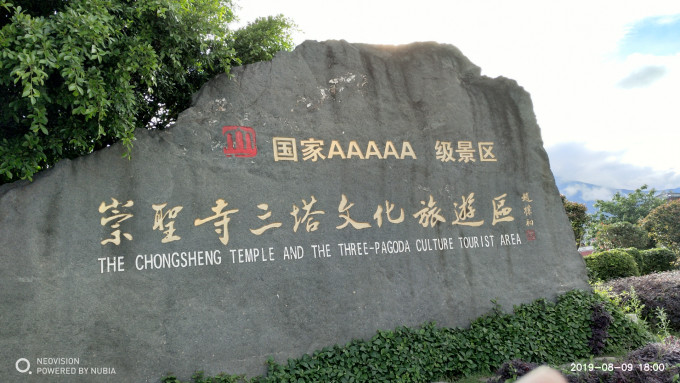 国家AAAAA 级景区
崇聖寺三塔文化旅遊區
THE CHONGSHENG TEMPLE AND THE THREE-PAGODA CULTURE TOURIST AREA
NEOVISION
POWERED BY NUBIA
2019-08-09 18:00